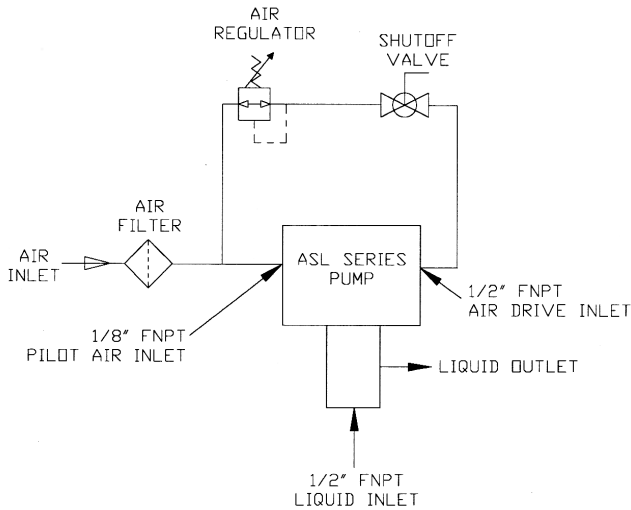 AIR
REGULATOR
SHUTOFF
VALVE
AIR
FILTER
AIR
INLET
ASL SERIES
PUMP
1/2" FNPT
AIR DRIVE INLET
1/8" FNPT
PILOT AIR INLET
LIQUID OUTLET
1/2" FNPT
LIQUID INLET